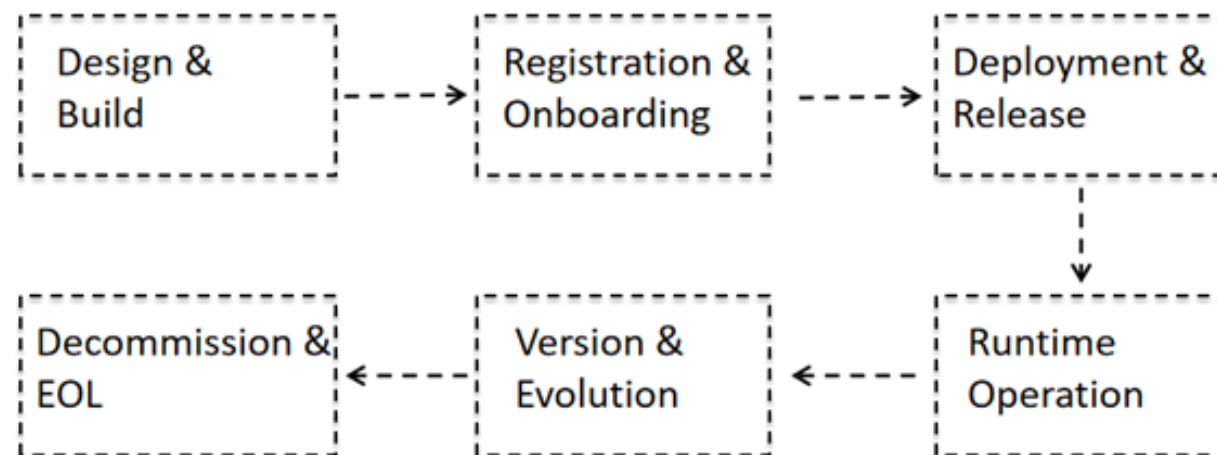 Design &
Build
Registration &
Onboarding
Deployment &
Release
Decommission &
EOL
Version &
Evolution
Runtime
Operation